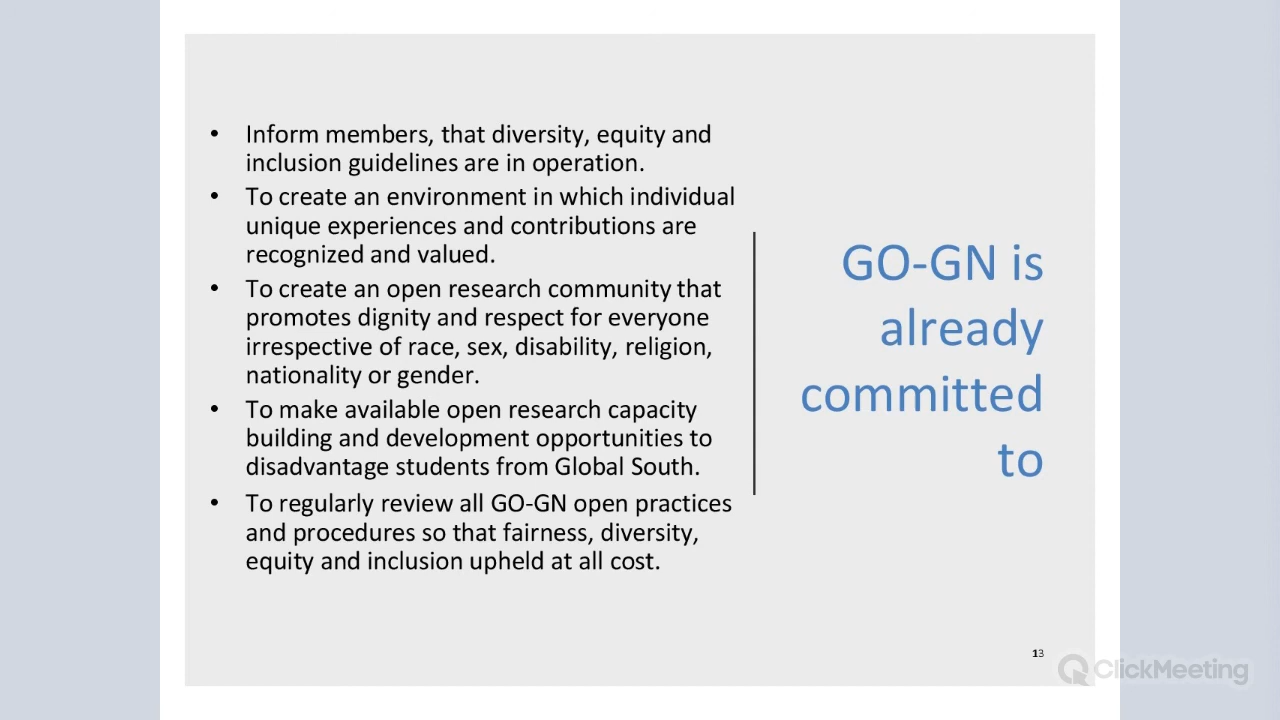 • Inform members, that diversity, equity and
inclusion guidelines are in operation.
• To create an environment in which individual
unique experiences and contributions are
recognized and valued.
• To create an open research community that
promotes dignity and respect for everyone
irrespective of race, sex, disability, religion,
nationality or gender.
• To make available open research capacity
building and development opportunities to
disadvantage students from Global South.
• To regularly review all GO-GN open practices
and procedures so that fairness, diversity,
equity and inclusion upheld at all cost.
GO-GN is
already
committed
to
13
ClickMeeting